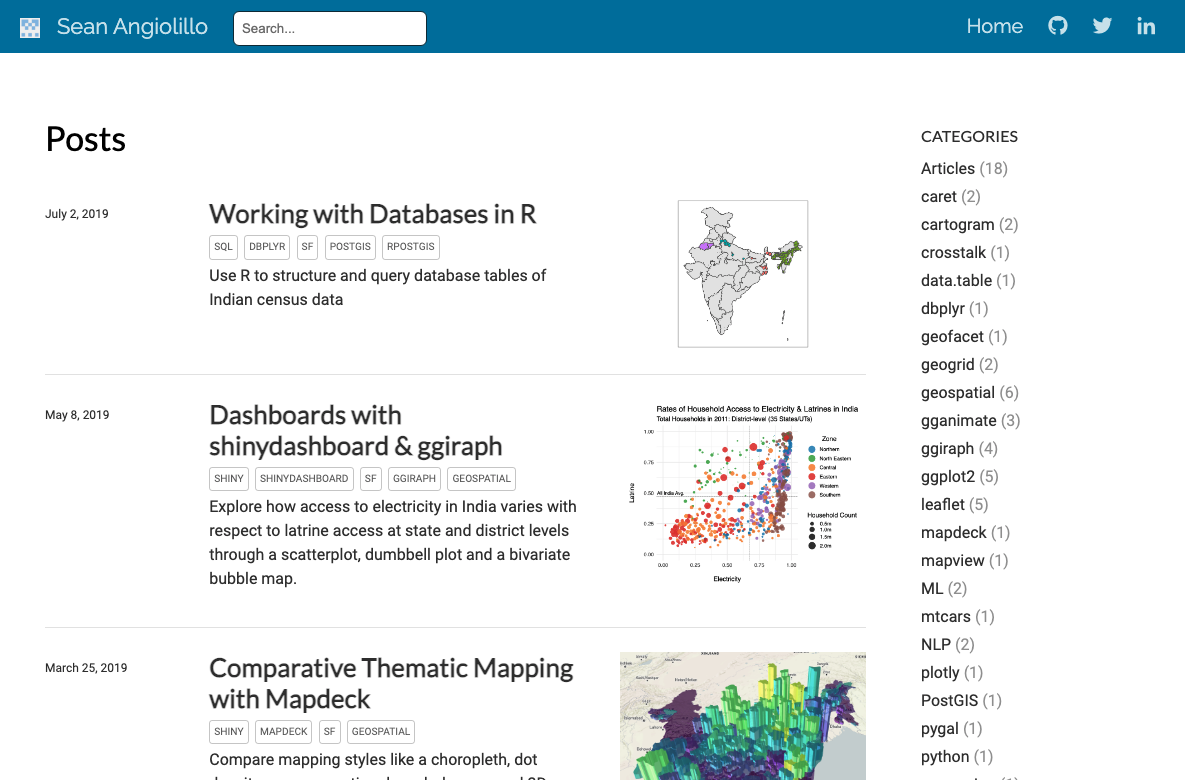 Sean Angiolillo
Search...
Home
Posts
July 2, 2019
Working with Databases in R
SQL DBPLYR SF POSTGIS RPOSTGIS
Use R to structure and query database tables of
Indian census data
May 8, 2019
Dashboards with
shinydashboard & ggiraph
SHINY SHINYDASHBOARD SF GGIRAPH GEOSPATIAL
Explore how access to electricity in India varies with
respect to latrine access at state and district levels
through a scatterplot, dumbbell plot and a bivariate
bubble map.
Rates of Household Access to Electricity & Latrines in India
Total Households in 2011: District-level (35 States/UTs)
1.00
0.75
0.50
0.25
0.00
Latrine
All India Avg.
0.00 0.25 0.50 0.75 1.00
Electricity
Zone
Northern
North Eastern
Central
Eastern
Western
Southern
Household Count
0.5m
1.0m
1.5m
2.0m
March 25, 2019
Comparative Thematic Mapping
with Mapdeck
SHINY MAPDECK SF GEOSPATIAL
Compare mapping styles like a choropleth, dot
CATEGORIES
Articles (18)
caret (2)
cartogram (2)
crosstalk (1)
data.table (1)
dbplyr (1)
geofacet (1)
geogrid (2)
geospatial (6)
gganimate (3)
ggiraph (4)
ggplot2 (5)
leaflet (5)
mapdeck (1)
mapview (1)
ML (2)
mtcars (1)
NLP (2)
plotly (1)
PostGIS (1)
pygal (1)
python (1)